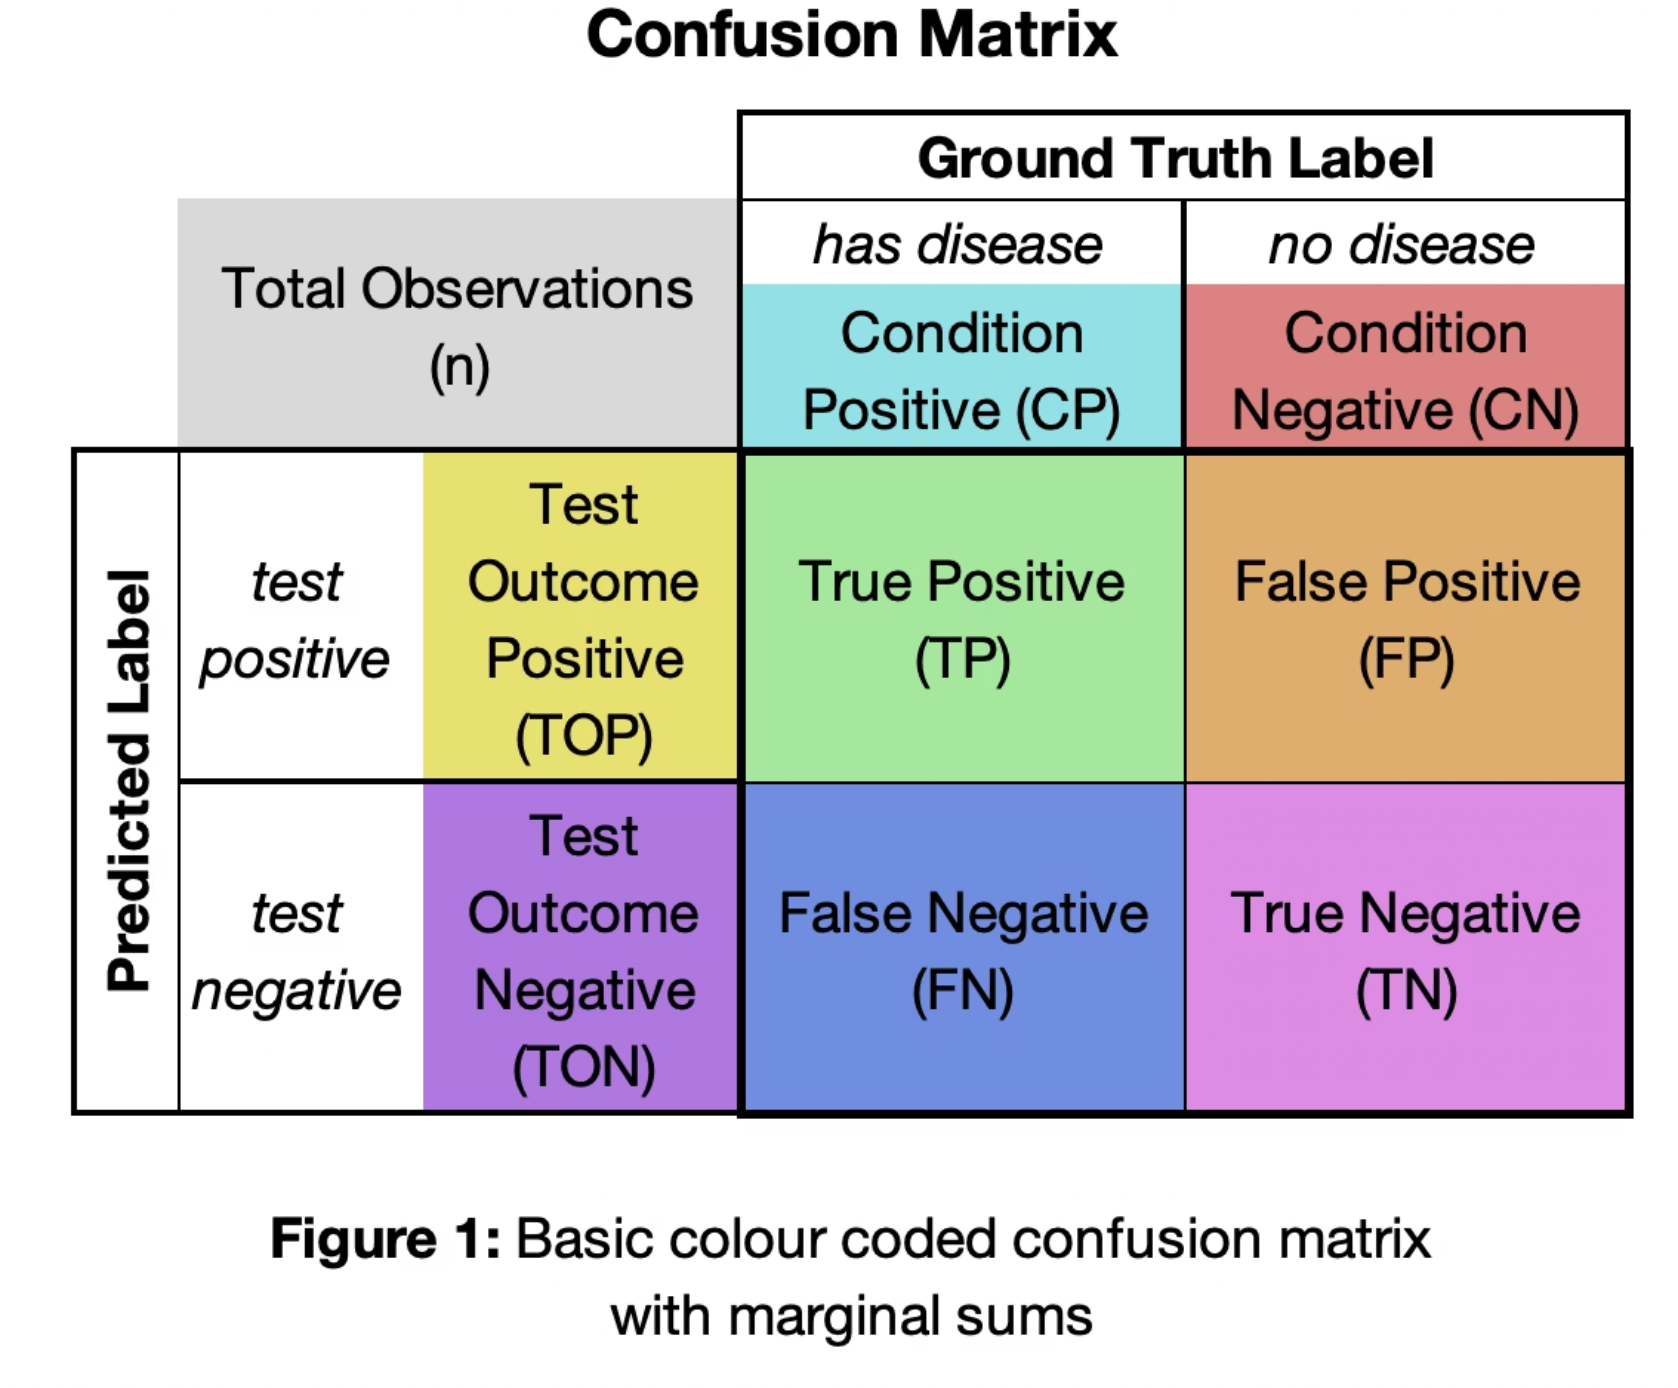 Confusion Matrix
Ground Truth Label
has disease
no disease
Total Observations
(n)
Condition
Positive (CP)
Condition
Negative (CN)
Predicted Label
test
positive
Test
Outcome
Positive
(TOP)
True Positive
(TP)
False Positive
(FP)
test
negative
Test
Outcome
Negative
(TON)
False Negative
(FN)
True Negative
(TN)
Figure 1: Basic colour coded confusion matrix
with marginal sums